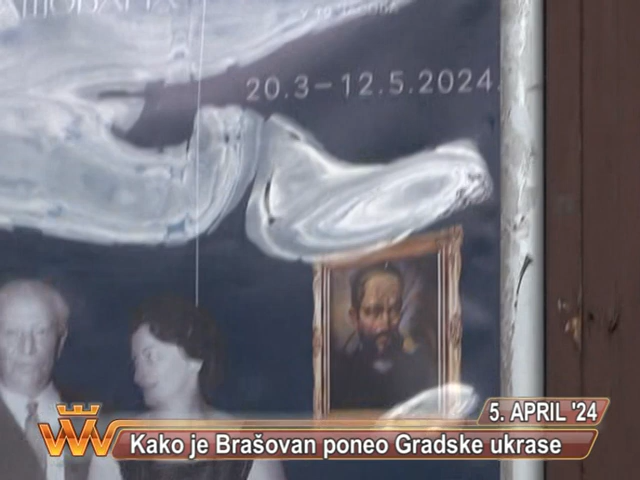 20.3–12.5.2024.
5. APRIL '24
Kako je Brašovan poneo Gradske ukrase